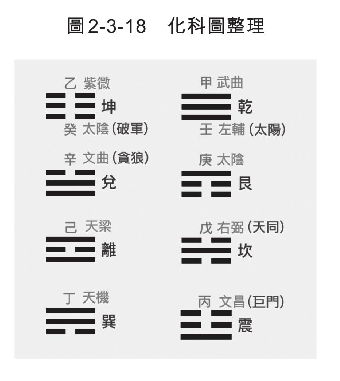 圖2-3-18 化科圖整理
乙 紫微
坤
癸 太陰(破軍)
甲 武曲
乾
壬 左輔(太陽)
辛 文曲(貪狼)
兌
庚 太陰
艮
己 天梁
離
戊 右弼(天同)
坎
丁 天機
巽
丙 文昌(巨門)
震